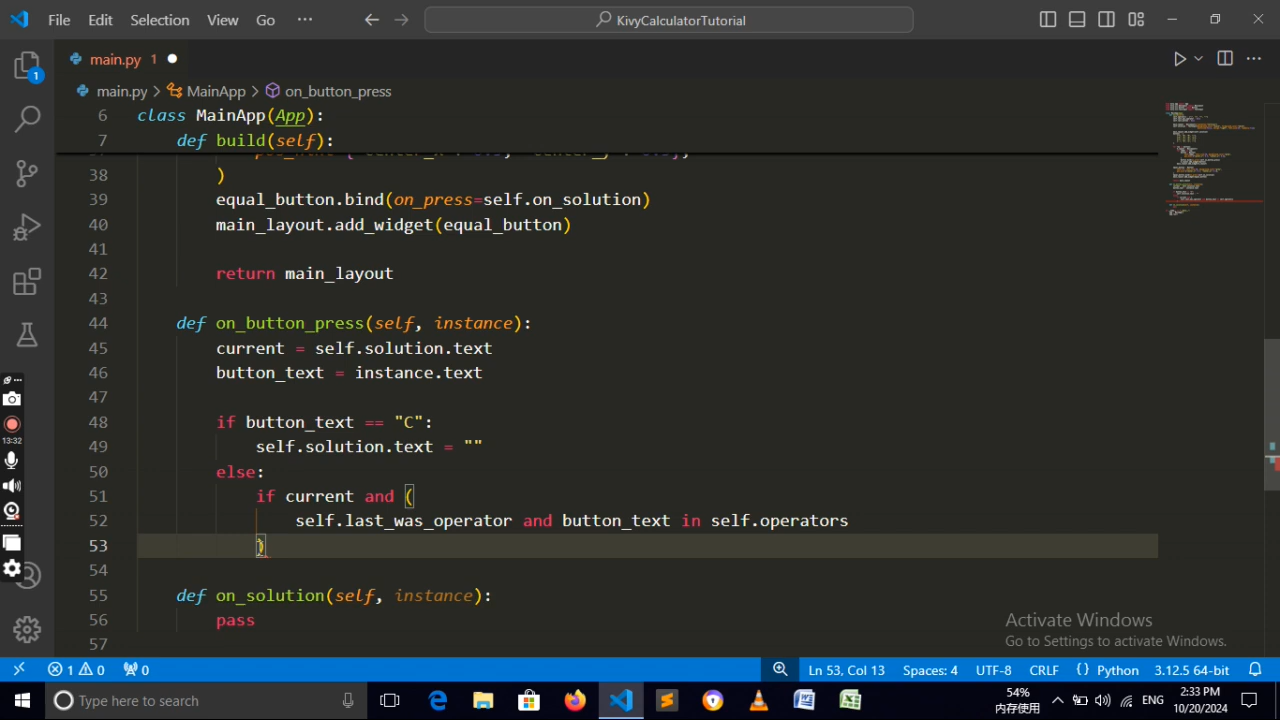 File Edit Selection View Go ··· KivyCalculatorTutorial
main.py 1
main.py > MainApp > on_button_press
6 class MainApp(App):
7 def build(self):
38 )
39 equal_button.bind(on_press=self.on_solution)
40 main_layout.add_widget(equal_button)
41
42 return main_layout
43
44 def on_button_press(self, instance):
45 current = self.solution.text
46 button_text = instance.text
47
48 if button_text == "C":
49 self.solution.text = ""
50 else:
51 if current and (
52 self.last_was_operator and button_text in self.operators
53 )
54
55 def on_solution(self, instance):
56 pass
57
1
13:32
Activate Windows
Go to Settings to activate Windows.
1 0 0 Ln 53, Col 13 Spaces: 4 UTF-8 CRLF {} Python 3.12.5 64-bit
Type here to search 54% 内存使用 ENG 2:33 PM 10/20/2024